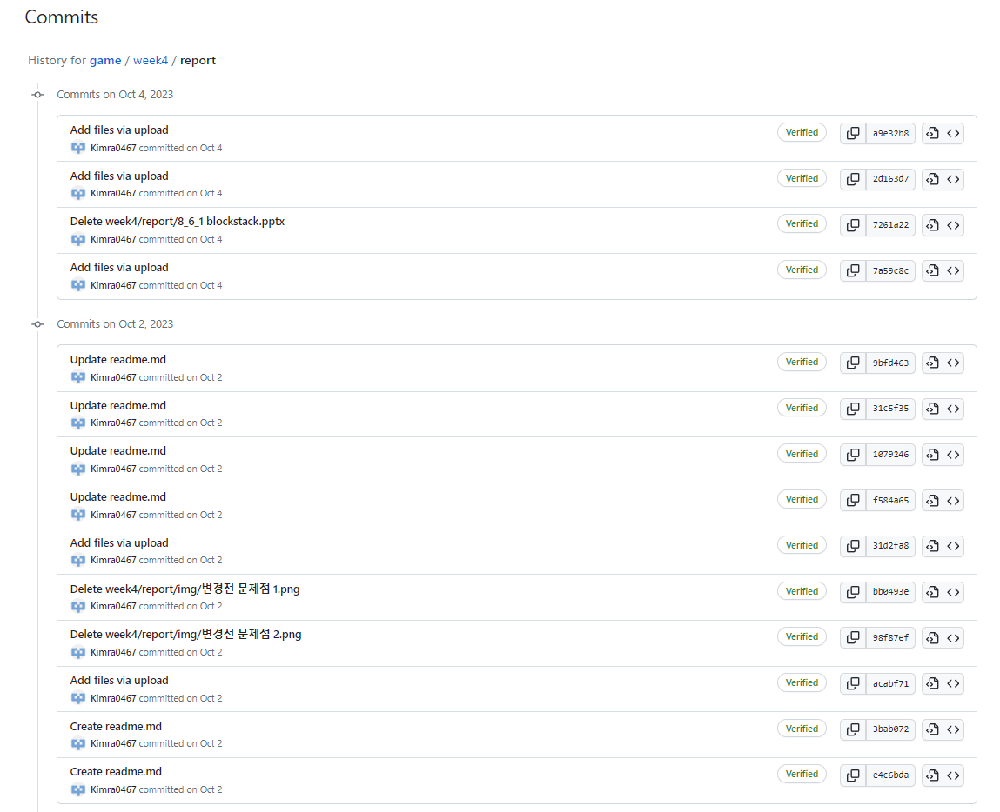 Commits
History for game / week4 / report
Commits on Oct 4, 2023
Add files via upload
Kimra0467 committed on Oct 4
Verified
a9e32b8
Add files via upload
Kimra0467 committed on Oct 4
Verified
2d163d7
Delete week4/report/8_6_1 blockstack.pptx
Kimra0467 committed on Oct 4
Verified
7261a22
Add files via upload
Kimra0467 committed on Oct 4
Verified
7a59c8c
Commits on Oct 2, 2023
Update readme.md
Kimra0467 committed on Oct 2
Verified
9bfd463
Update readme.md
Kimra0467 committed on Oct 2
Verified
31c5f35
Update readme.md
Kimra0467 committed on Oct 2
Verified
1079246
Update readme.md
Kimra0467 committed on Oct 2
Verified
f584a65
Add files via upload
Kimra0467 committed on Oct 2
Verified
31d2fa8
Delete week4/report/img/변경전 문제점 1.png
Kimra0467 committed on Oct 2
Verified
bb0493e
Delete week4/report/img/변경전 문제점 2.png
Kimra0467 committed on Oct 2
Verified
98f87ef
Add files via upload
Kimra0467 committed on Oct 2
Verified
acabf71
Create readme.md
Kimra0467 committed on Oct 2
Verified
3bab072
Create readme.md
Kimra0467 committed on Oct 2
Verified
e4c6bda